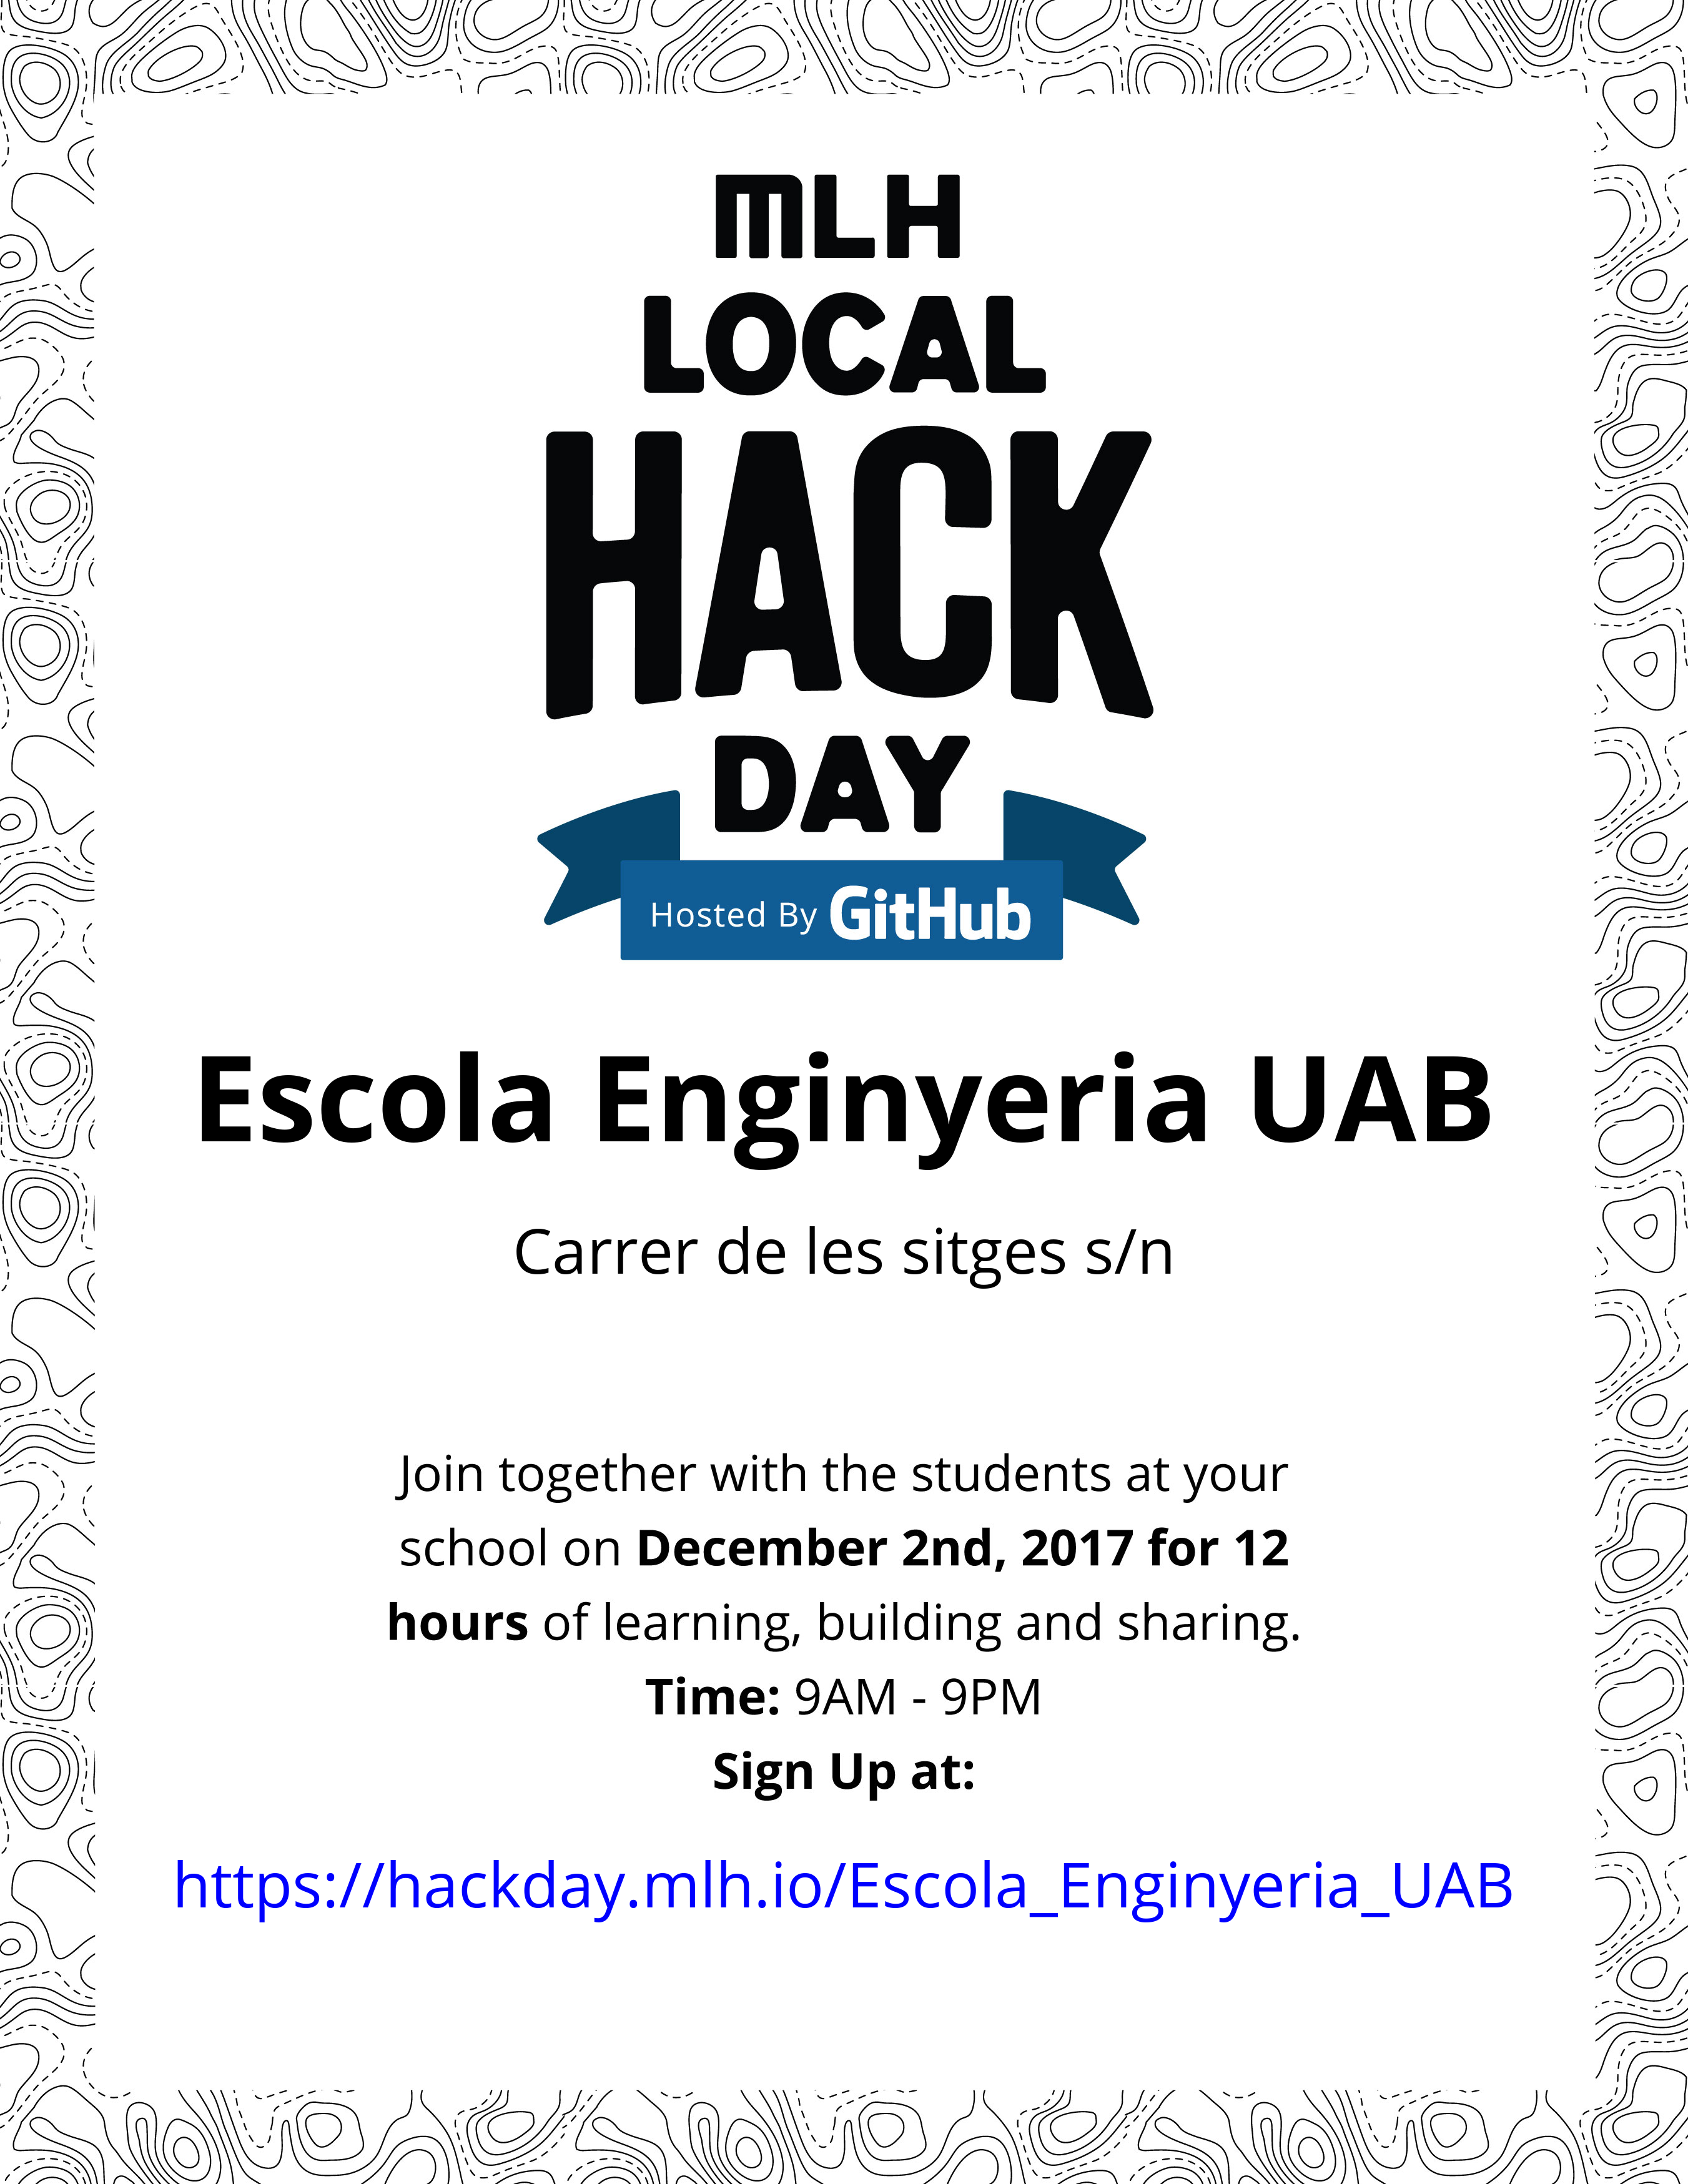 MLH
LOCAL
HACK
DAY
Hosted By GitHub
Escola Enginyeria UAB
Carrer de les sitges s/n
Join together with the students at your
school on December 2nd, 2017 for 12
hours of learning, building and sharing.
Time: 9AM - 9PM
Sign Up at:
https://hackday.mlh.io/Escola_Enginyeria_UAB